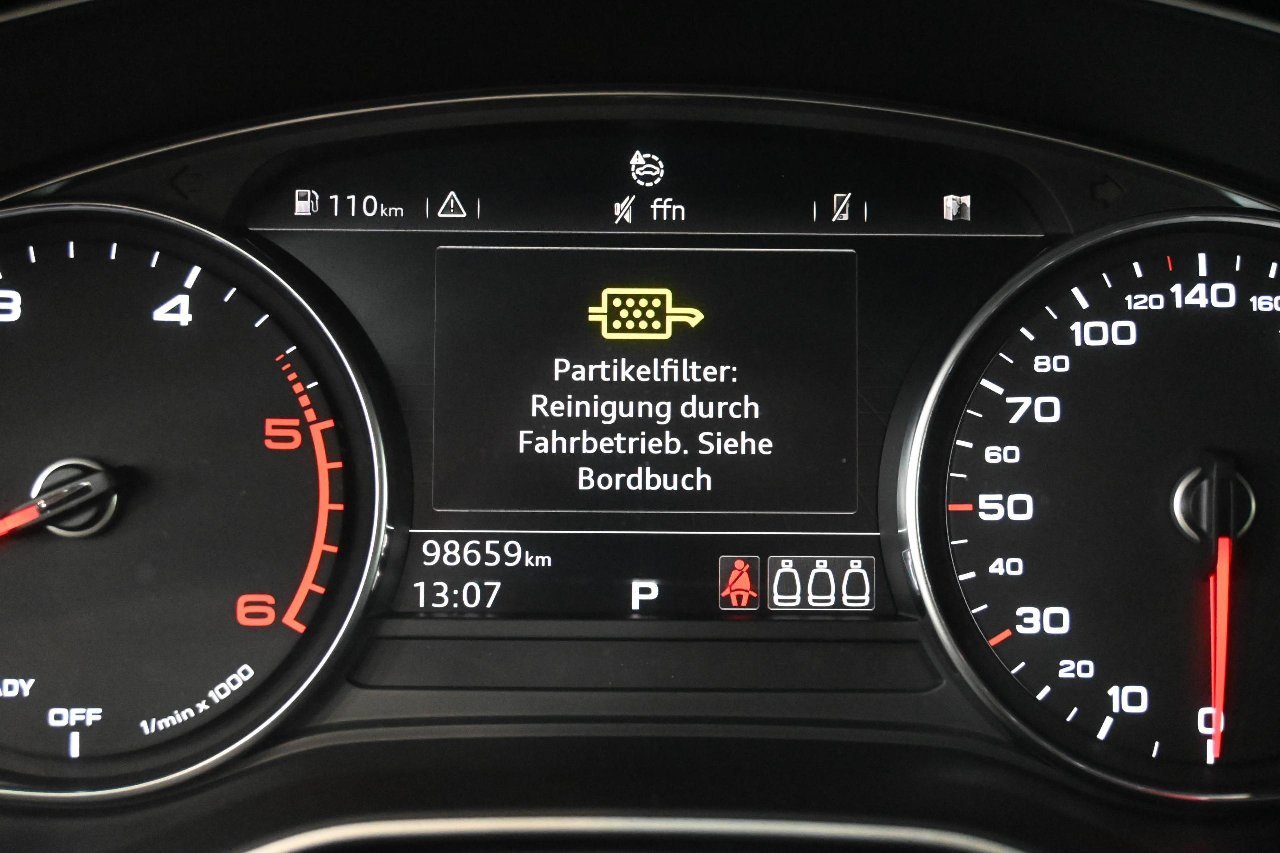 110km
ffn
Partikelfilter:
Reinigung durch
Fahrbetrieb. Siehe
Bordbuch
98659km
13:07
P
3
4
5
6
1/min x 1000
OFF
0
10
20
30
40
50
60
70
80
100
120
140